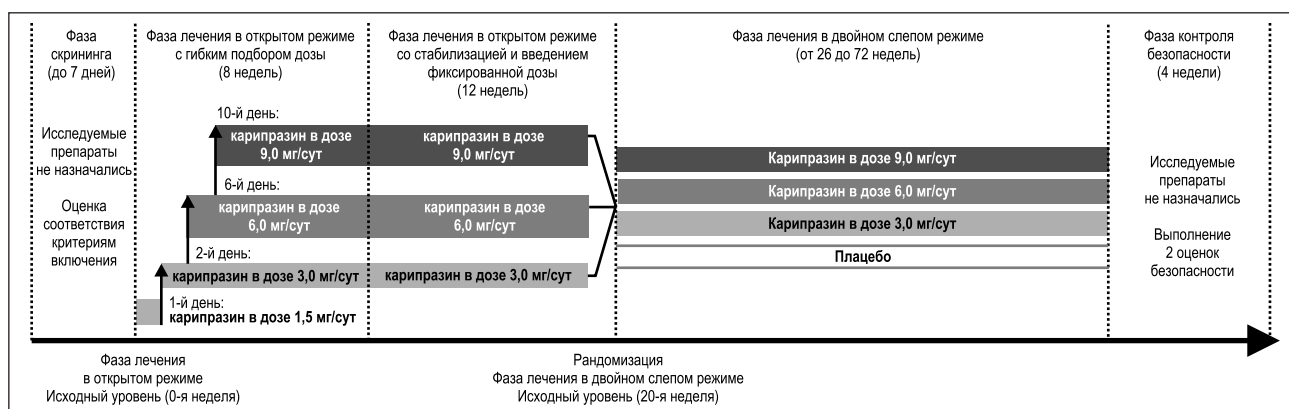 Фаза
скрининга
(до 7 дней)
Исследуемые
препараты
не назначались
Оценка
соответствия
критериям
включения
Фаза лечения в открытом режиме
с гибким подбором дозы
(8 недель)
10-й день:
карипразин в дозе
9,0 мг/сут
6-й день:
карипразин в дозе
6,0 мг/сут
2-й день:
карипразин в дозе 3,0 мг/сут
1-й день:
карипразин в дозе 1,5 мг/сут
Фаза лечения в открытом режиме
со стабилизацией и введением
фиксированной дозы
(12 недель)
карипразин в дозе
9,0 мг/сут
карипразин в дозе
6,0 мг/сут
карипразин в дозе 3,0 мг/сут
Фаза лечения в двойном слепом режиме
(от 26 до 72 недель)
Карипразин в дозе 9,0 мг/сут
Карипразин в дозе 6,0 мг/сут
Карипразин в дозе 3,0 мг/сут
Плацебо
Фаза контроля
безопасности
(4 недели)
Исследуемые
препараты
не назначались
Выполнение
2 оценок
безопасности
Фаза лечения
в открытом режиме
Исходный уровень (0-я неделя)
Рандомизация
Фаза лечения в двойном слепом режиме
Исходный уровень (20-я неделя)